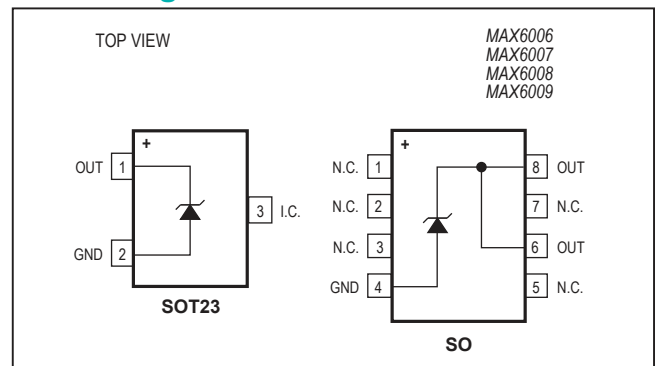 TOP VIEW
MAX6006
MAX6007
MAX6008
MAX6009
+
OUT 1
3 I.C.
GND 2
SOT23
+
N.C. 1
8 OUT
N.C. 2
7 N.C.
N.C. 3
6 OUT
GND 4
5 N.C.
SO